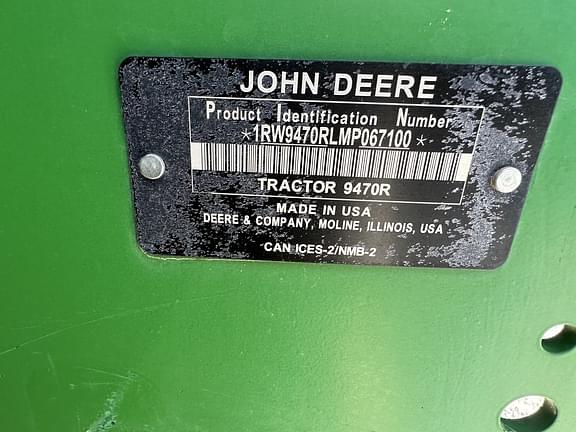 JOHN DEERE
Product Identification Number
*1RW9470RLMP067100*
TRACTOR 9470R
MADE IN USA
DEERE & COMPANY, MOLINE, ILLINOIS, USA
CAN ICES-2/NMB-2